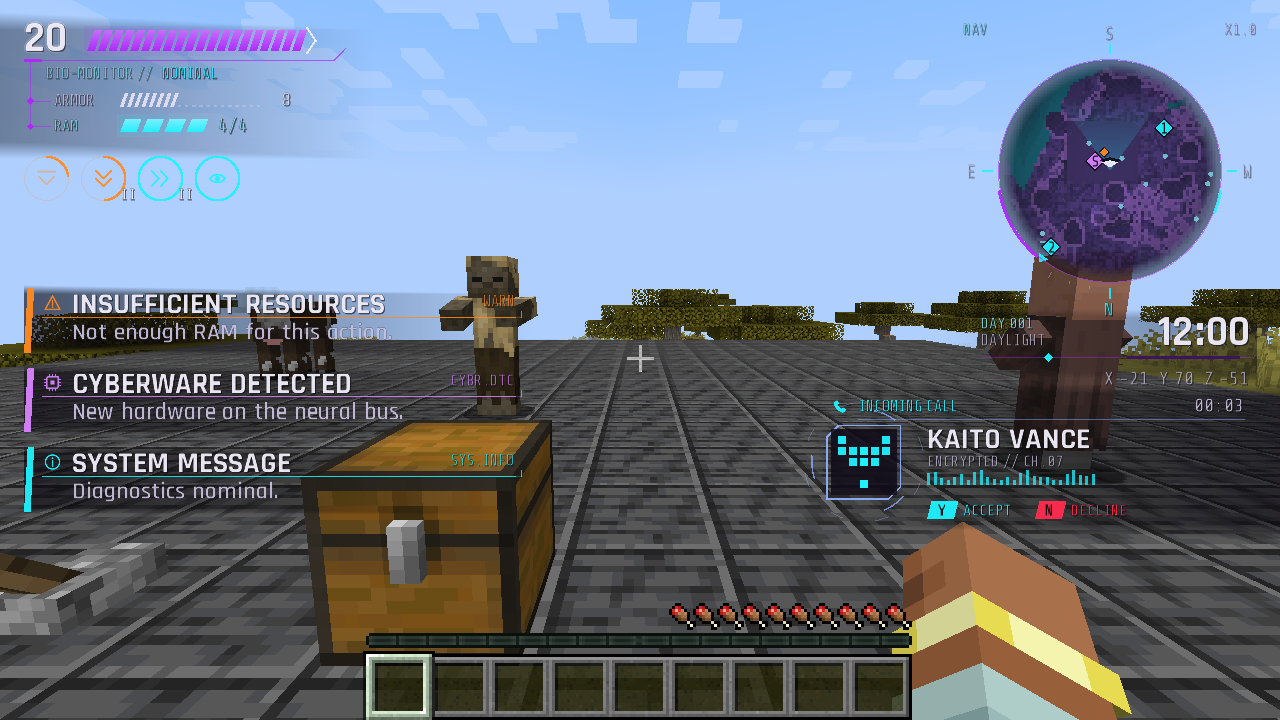 20
BIO-MONITOR // NOMINAL
ARMOR 8
RAM 4/4
NAV
X1.0
S
E
W
N
1
S
2
INSUFFICIENT RESOURCES
WARN
Not enough RAM for this action.
CYBERWARE DETECTED
CYBR.DTC
New hardware on the neural bus.
SYSTEM MESSAGE
SYS.INFO
Diagnostics nominal.
DAY 001
DAYLIGHT
12:00
X -21 Y 70 Z -51
00:03
INCOMING CALL
KAITO VANCE
ENCRYPTED // CH 07
Y ACCEPT N DECLINE